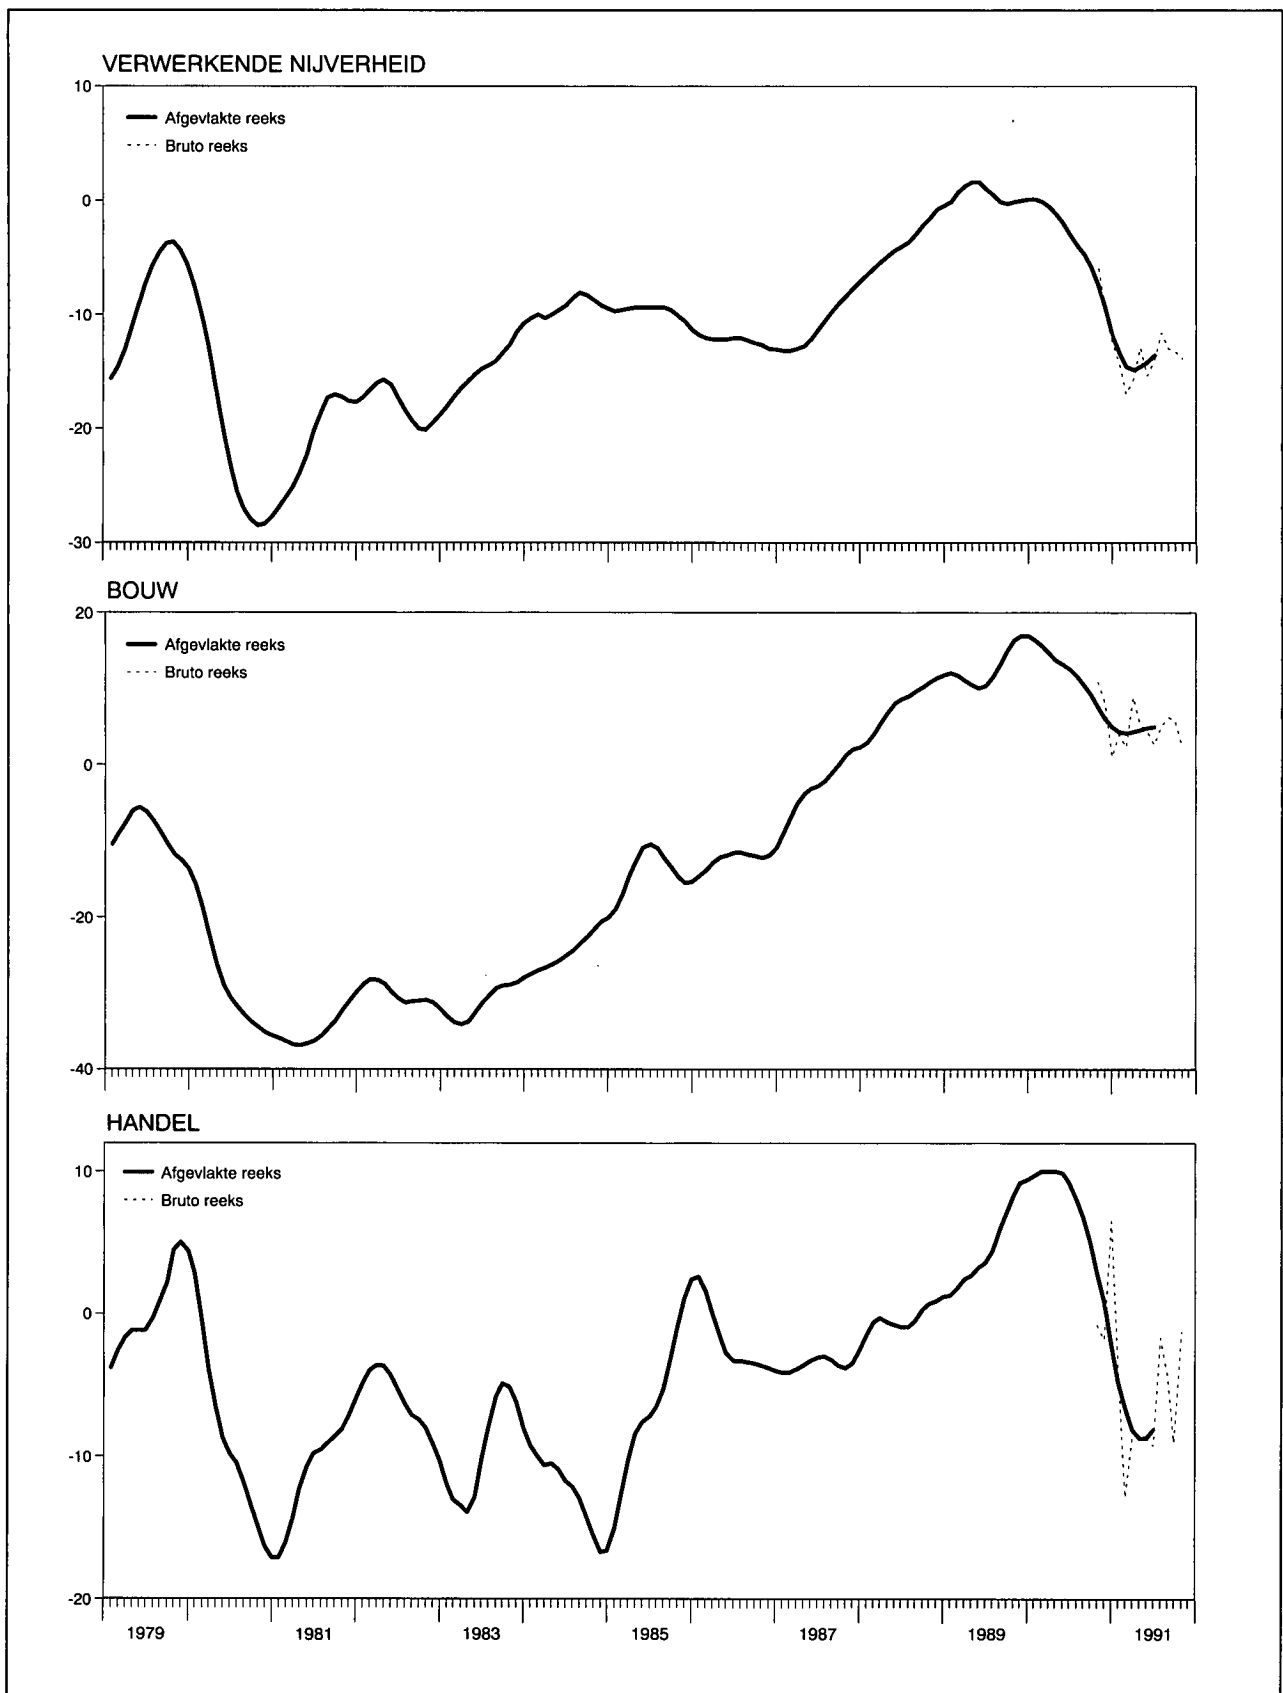 VERWERKENDE NIJVERHEID
10
Afgevlakte reeks
Bruto reeks
0
-10
-20
-30
BOUW
20
Afgevlakte reeks
Bruto reeks
0
-20
-40
HANDEL
10
Afgevlakte reeks
Bruto reeks
0
-10
-20
1979 1981 1983 1985 1987 1989 1991